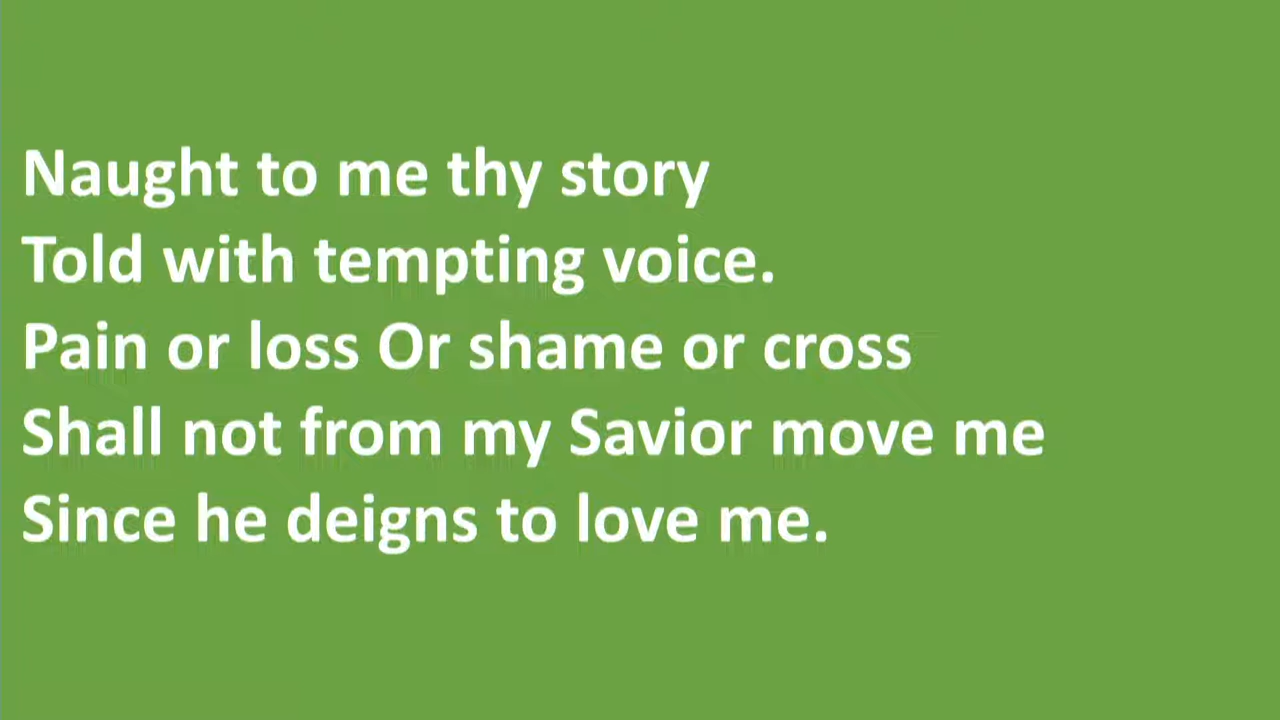 Naught to me thy story
Told with tempting voice.
Pain or loss Or shame or cross
Shall not from my Savior move me
Since he deigns to love me.